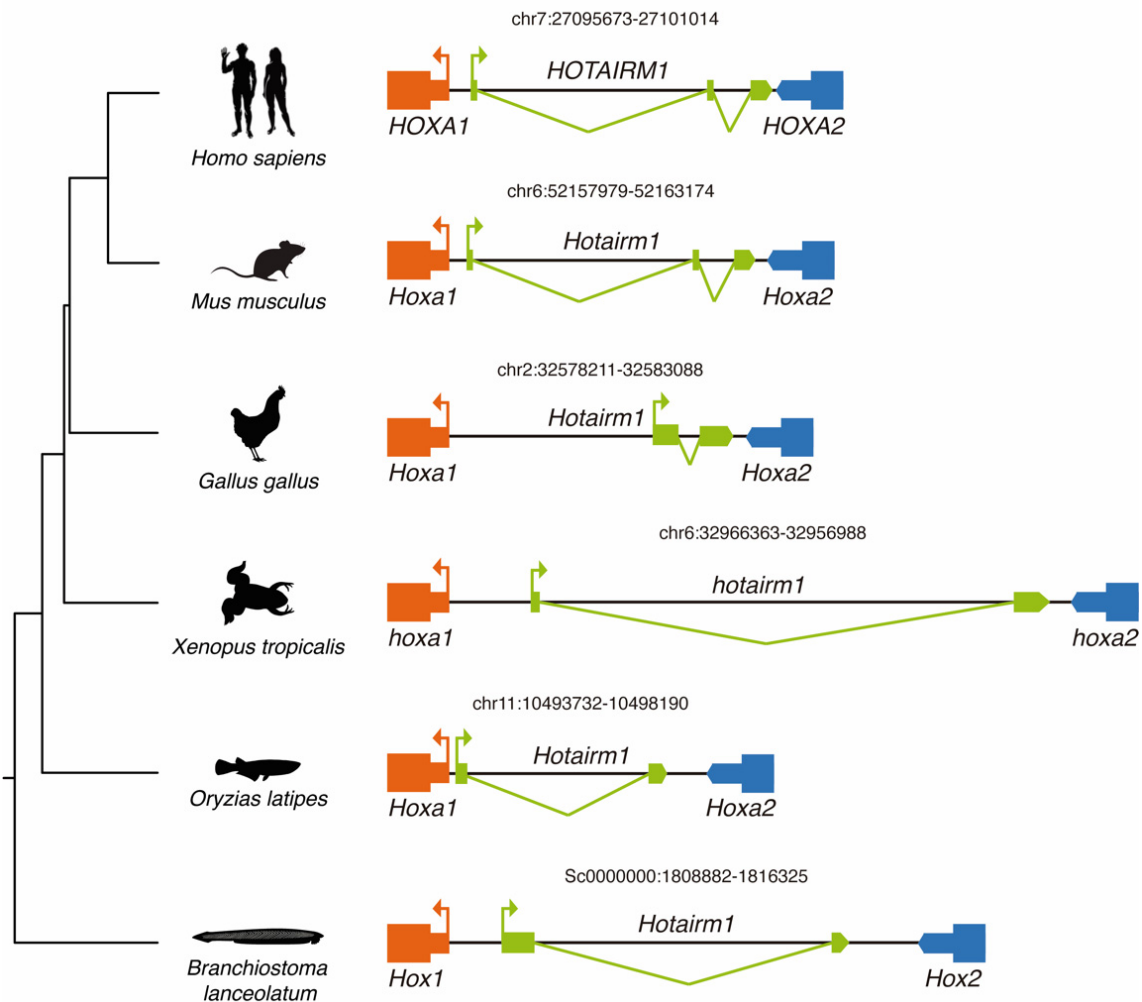 chr7:27095673-27101014
HOTAIRM1
HOXA1
HOXA2
Homo sapiens
chr6:52157979-52163174
Hotairm1
Hoxa1
Hoxa2
Mus musculus
chr2:32578211-32583088
Hotairm1
Hoxa1
Hoxa2
Gallus gallus
chr6:32966363-32956988
hotairm1
hoxa1
hoxa2
Xenopus tropicalis
chr11:10493732-10498190
Hotairm1
Hoxa1
Hoxa2
Oryzias latipes
Sc0000000:1808882-1816325
Hotairm1
Hox1
Hox2
Branchiostoma
lanceolatum